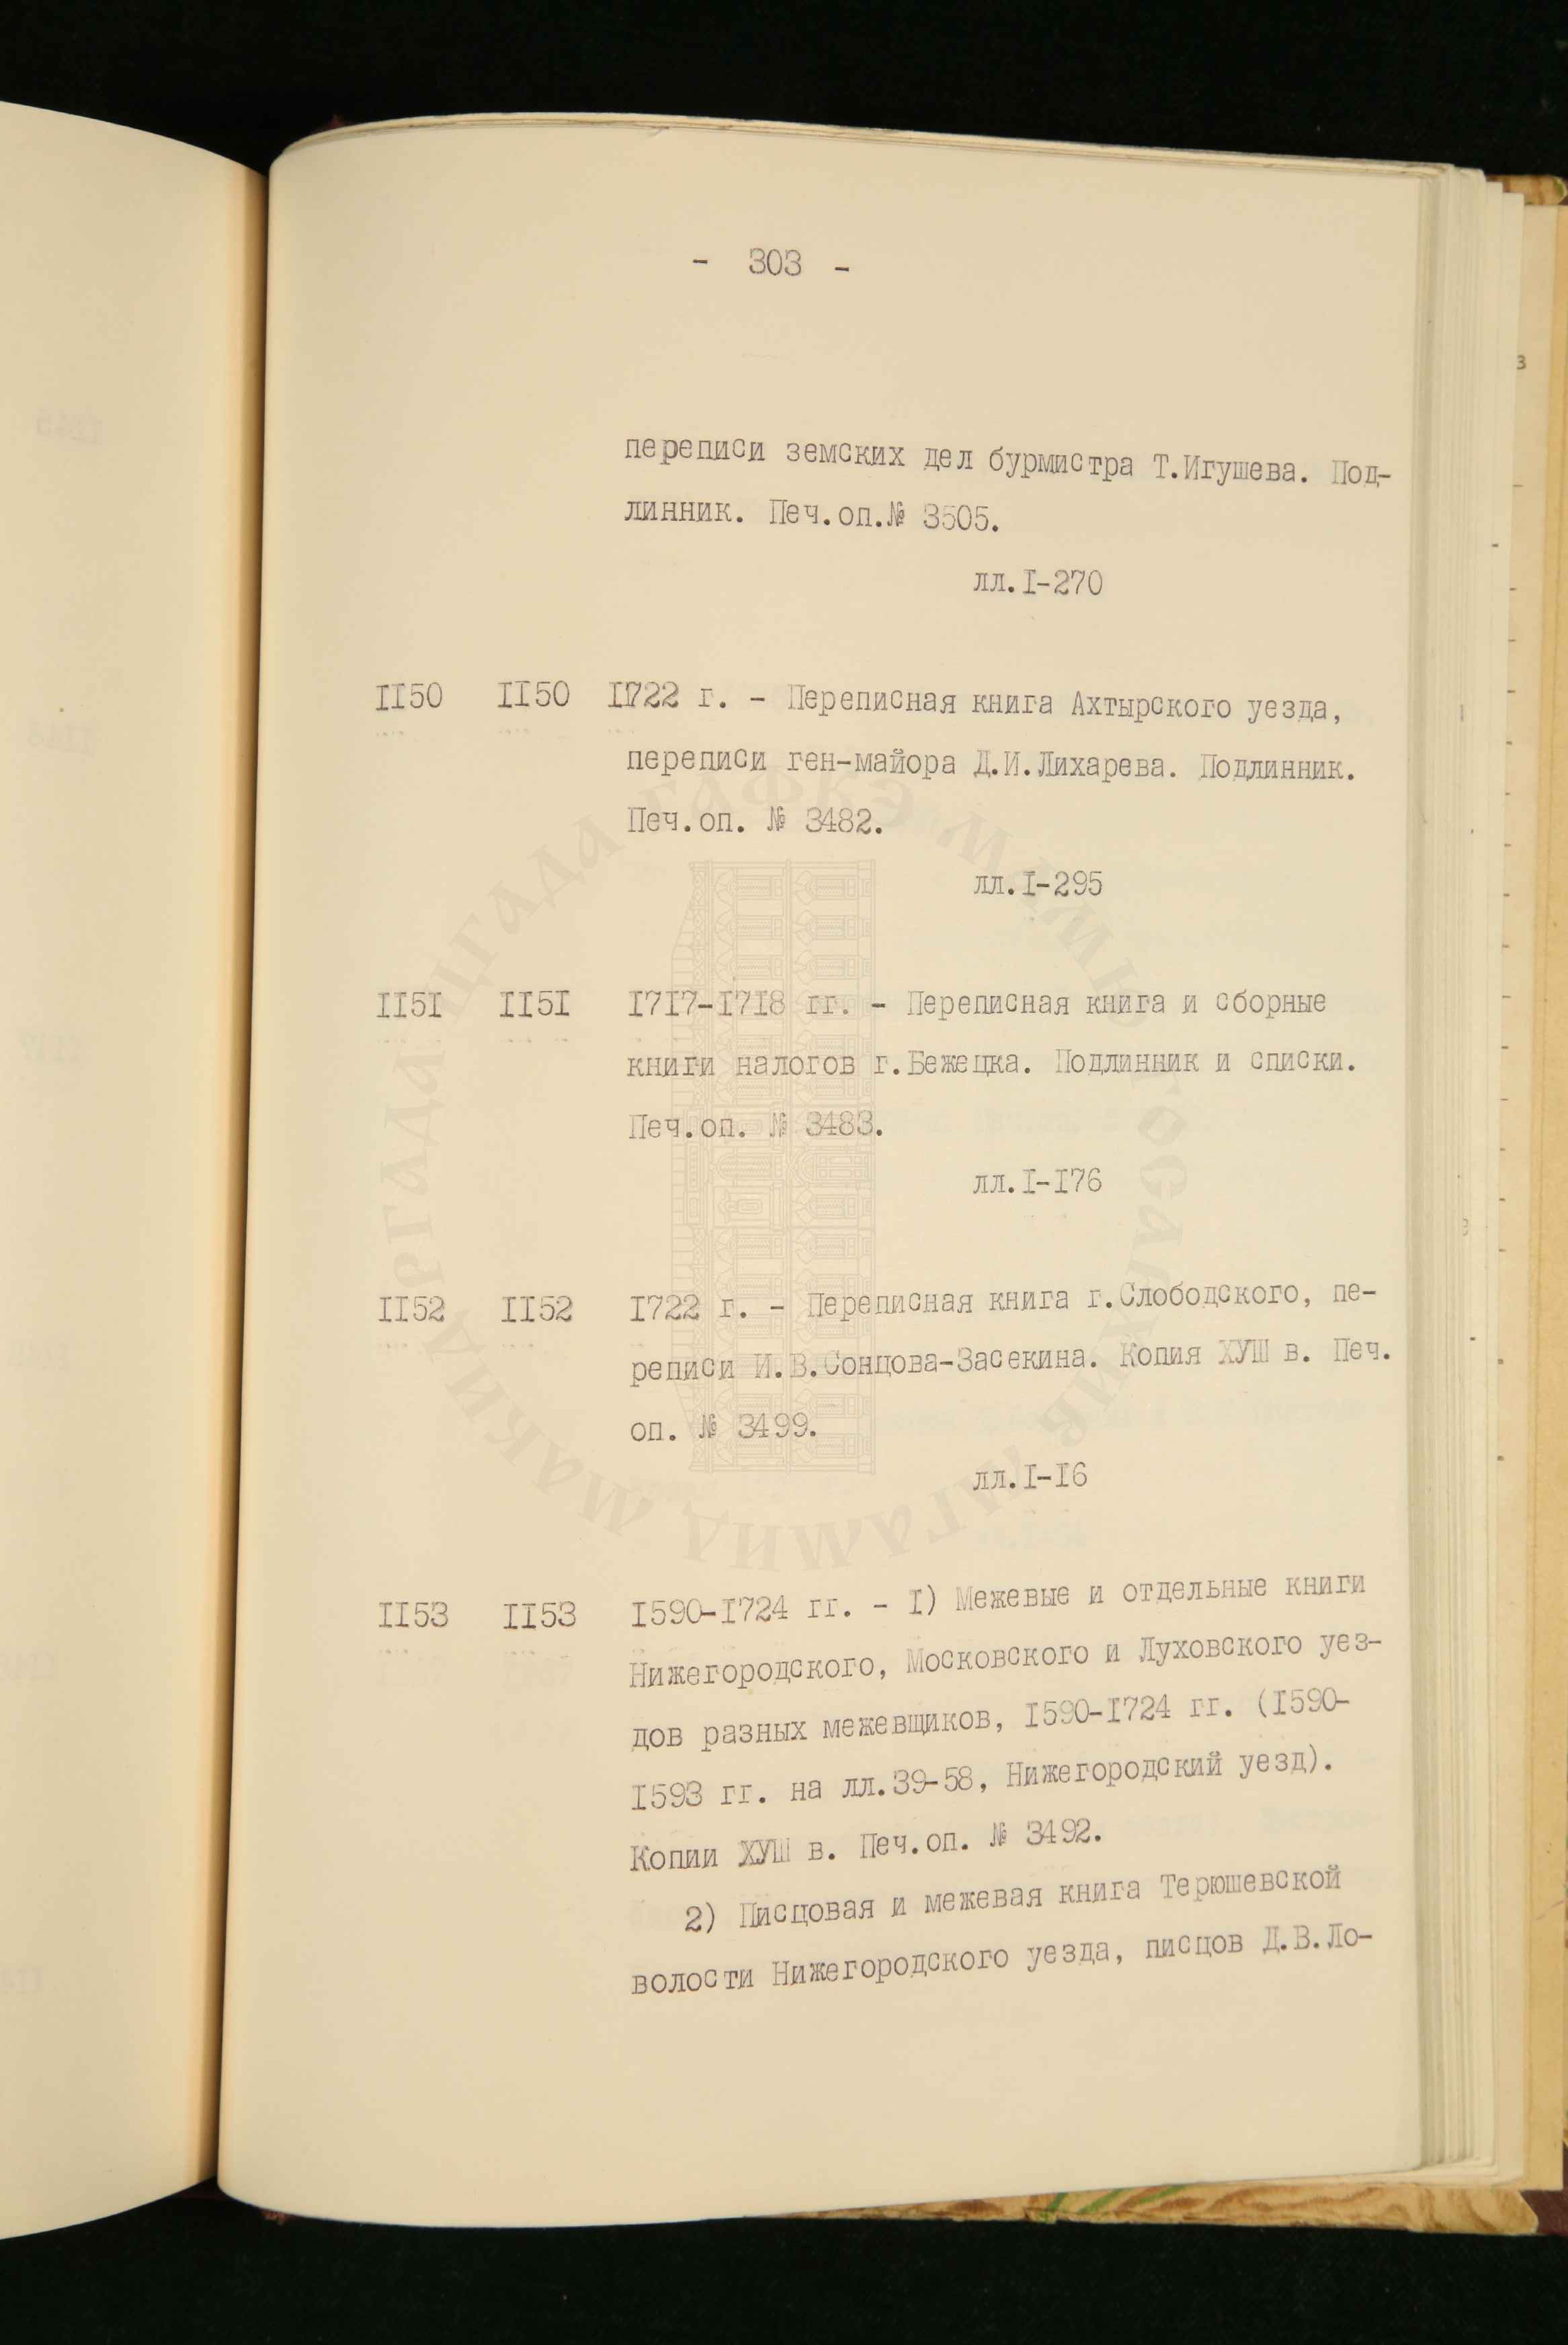 - 303 -
переписи земских дел бурмистра Т.Игушева. Под-
линник. Печ.оп.№ 3505.
лл.I-270
II50 II50 I722 г. - Переписная книга Ахтырского уезда,
переписи ген-майора Д.И.Лихарева. Подлинник.
Печ.оп. № 3482.
лл.I-295
II5I II5I I7I7-I7I8 гг. - Переписная книга и сборные
книги налогов г.Бежецка. Подлинник и списки.
Печ.оп. № 3483.
лл.I-I76
II52 II52 I722 г. - Переписная книга г.Слободского, пе-
реписи И.В.Сонцова-Засекина. Копия ХУШ в. Печ.
оп. № 3499.
лл.I-I6
II53 II53 I590-I724 гг. - I) Межевые и отдельные книги
Нижегородского, Московского и Луховского уез-
дов разных межевщиков, I590-I724 гг. (I590-
I593 гг. на лл.39-58, Нижегородский уезд).
Копии ХУШ в. Печ.оп. № 3492.
2) Писцовая и межевая книга Терюшевской
волости Нижегородского уезда, писцов Д.В.Ло-